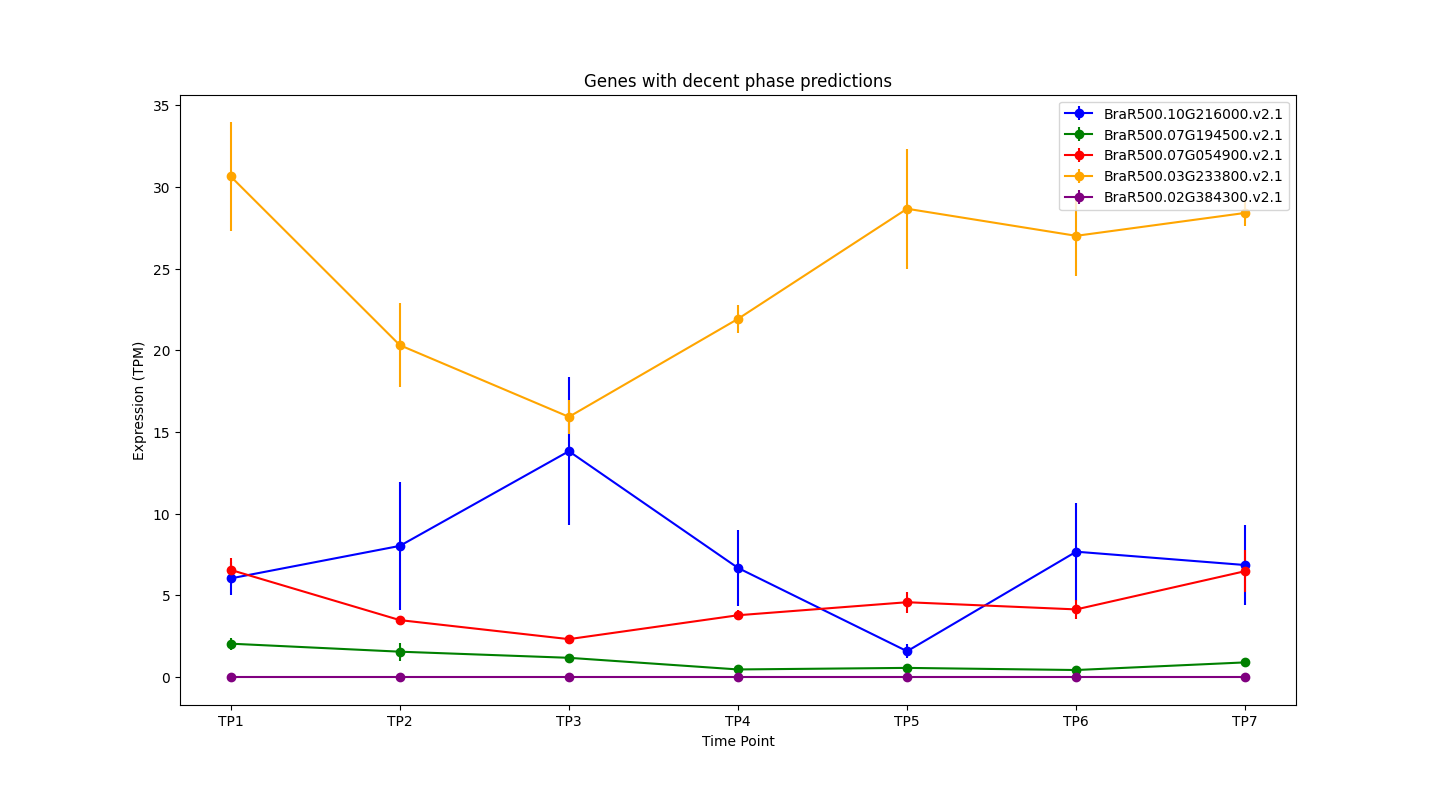 Genes with decent phase predictions
35
30
25
20
15
10
5
0
Expression (TPM)
BraR500.10G216000.v2.1
BraR500.07G194500.v2.1
BraR500.07G054900.v2.1
BraR500.03G233800.v2.1
BraR500.02G384300.v2.1
TP1 TP2 TP3 TP4 TP5 TP6 TP7
Time Point